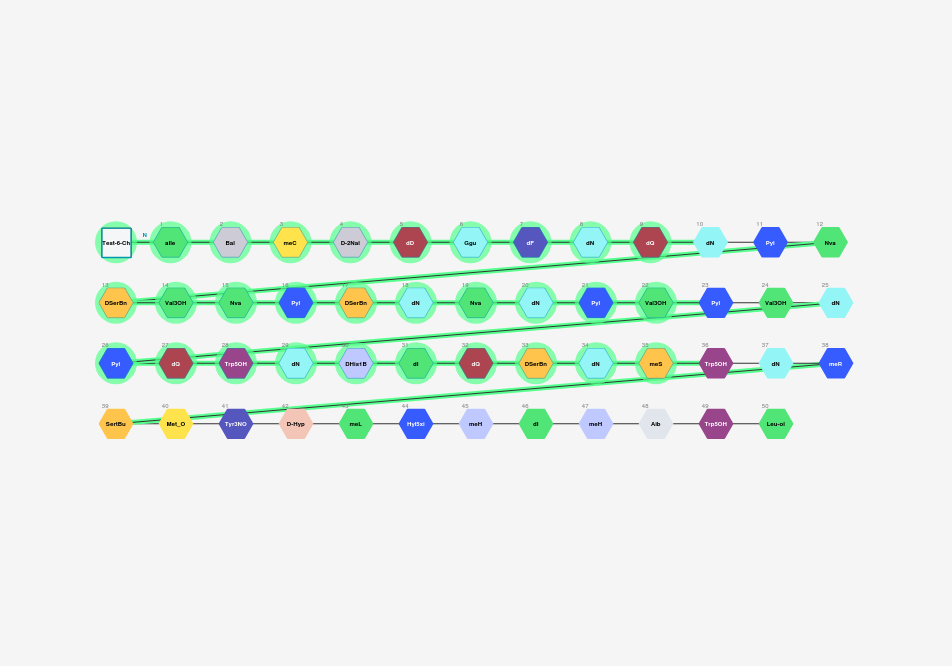 1 2 3 4 5 6 7 8 9 10 11 12
N
aIle Bal meC D-2Nal dD Ggu dF dN dQ dN Pyl Nva
13 14 15 16 17 18 19 20 21 22 23 24 25
DSerBn Val3OH Nva Pyl DSerBn dN Nva dN Pyl Val3OH Pyl Val3OH dN
26 27 28 29 30 31 32 33 34 35 36 37 38
Pyl dQ Trp5OH dN DHistB dI dQ DSerBn dN meS Trp5OH dN meR
39 40 41 42 43 44 45 46 47 48 49 50
SertBu Met_O Tyr3NO D-Hyp meL Hyl5xi meH dI meH Aib Trp5OH Leu-ol